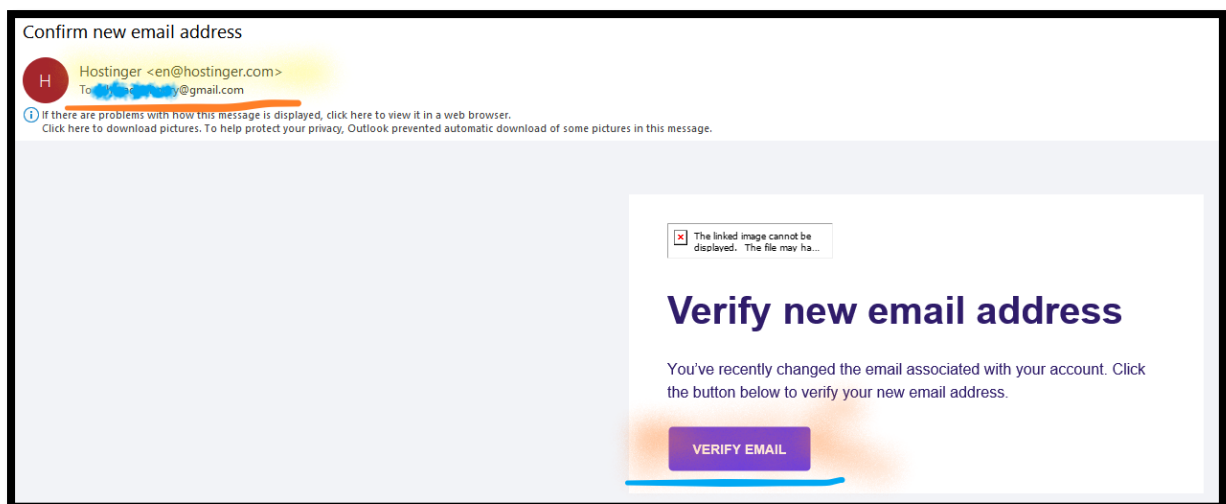 Confirm new email address
H
Hostinger <en@hostinger.com>
To @gmail.com
If there are problems with how this message is displayed, click here to view it in a web browser.
Click here to download pictures. To help protect your privacy, Outlook prevented automatic download of some pictures in this message.
The linked image cannot be
displayed. The file may ha...
Verify new email address
You've recently changed the email associated with your account. Click
the button below to verify your new email address.
VERIFY EMAIL